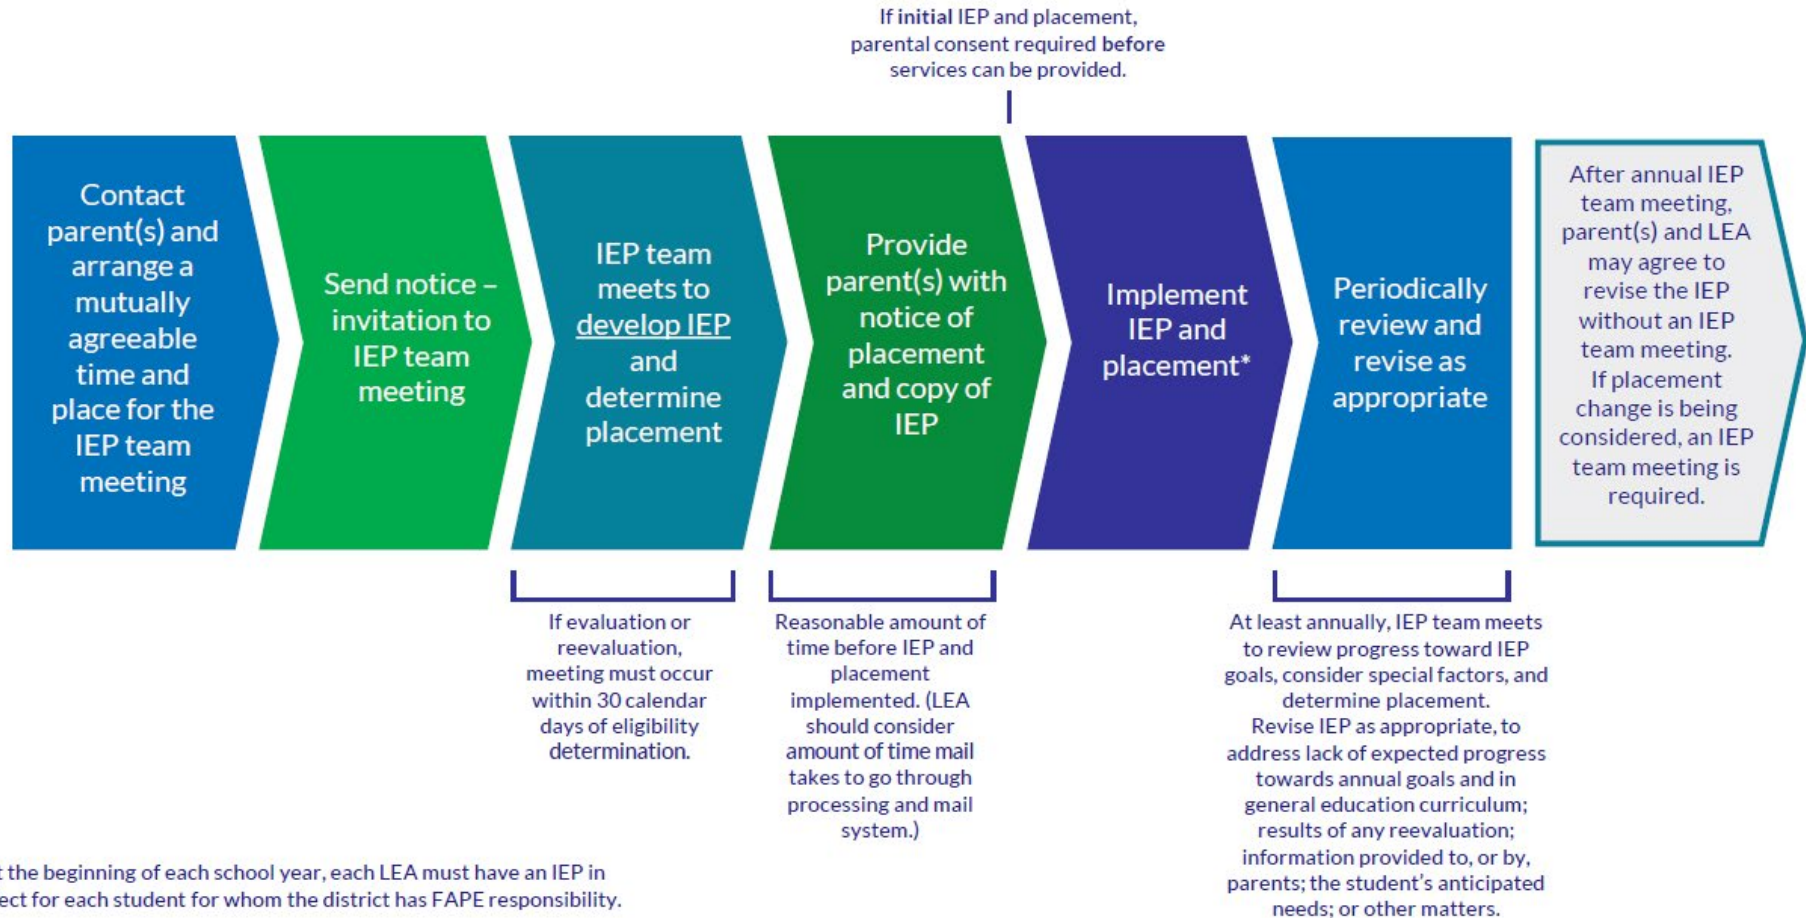 If initial IEP and placement,
parental consent required before
services can be provided.
Contact
parent(s) and
arrange a
mutually
agreeable
time and
place for the
IEP team
meeting
Send notice –
invitation to
IEP team
meeting
IEP team
meets to
develop IEP
and
determine
placement
Provide
parent(s) with
notice of
placement
and copy of
IEP
Implement
IEP and
placement*
Periodically
review and
revise as
appropriate
After annual IEP
team meeting,
parent(s) and LEA
may agree to
revise the IEP
without an IEP
team meeting.
If placement
change is being
considered, an IEP
team meeting is
required.
If evaluation or
reevaluation,
meeting must occur
within 30 calendar
days of eligibility
determination.
Reasonable amount of
time before IEP and
placement
implemented. (LEA
should consider
amount of time mail
takes to go through
processing and mail
system.)
At least annually, IEP team meets
to review progress toward IEP
goals, consider special factors, and
determine placement.
Revise IEP as appropriate, to
address lack of expected progress
towards annual goals and in
general education curriculum;
results of any reevaluation;
information provided to, or by,
parents; the student's anticipated
needs; or other matters.
the beginning of each school year, each LEA must have an IEP in
for each student for whom the district has FAPE responsibility.